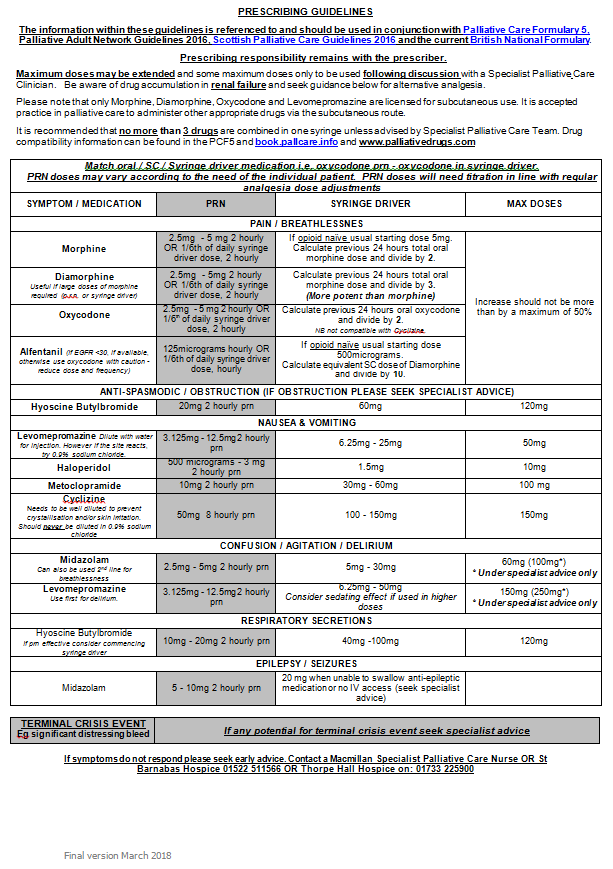 PRESCRIBING GUIDELINES
The information within these guidelines is referenced to and should be used in conjunction with Palliative Care Formulary 5,
Palliative Adult Network Guidelines 2016, Scottish Palliative Care Guidelines 2016 and the current British National Formulary.
Prescribing responsibility remains with the prescriber.
Maximum doses may be extended and some maximum doses only to be used following discussion with a Specialist Palliative Care
Clinician. Be aware of drug accumulation in renal failure and seek guidance below for alternative analgesia.
Please note that only Morphine, Diamorphine, Oxycodone and Levomepromazine are licensed for subcutaneous use. It is accepted
practice in palliative care to administer other appropriate drugs via the subcutaneous route.
It is recommended that no more than 3 drugs are combined in one syringe unless advised by Specialist Palliative Care Team. Drug
compatibility information can be found in the PCF5 and book.pallcare.info and www.palliativedrugs.com
Match oral / SC / Syringe driver medication i.e. oxycodone prn - oxycodone in syringe driver.
PRN doses may vary according to the need of the individual patient. PRN doses will need titration in line with regular
analgesia dose adjustments
SYMPTOM / MEDICATION PRN SYRINGE DRIVER MAX DOSES
PAIN / BREATHLESSNES
Morphine
2.5mg - 5 mg 2 hourly
OR 1/6th of daily syringe
driver dose, 2 hourly
If opioid naïve usual starting dose 5mg.
Calculate previous 24 hours total oral
morphine dose and divide by 2.
Increase should not be more
than by a maximum of 50%
Diamorphine
Useful if large doses of morphine
required (p.r.n. or syringe driver)
2.5mg - 5mg 2 hourly
OR 1/6th of daily syringe
driver dose, 2 hourly
Calculate previous 24 hours total oral
morphine dose and divide by 3.
(More potent than morphine)
Oxycodone
2.5mg - 5 mg 2 hourly OR
1/6th of daily syringe driver
dose, 2 hourly
Calculate previous 24 hours oral oxycodone
and divide by 2.
NB not compatible with Cyclizine.
Alfentanil (If EGFR <30, if available,
otherwise use oxycodone with caution -
reduce dose and frequency)
125micrograms hourly OR
1/6th of daily syringe driver
dose, hourly
If opioid naïve usual starting dose
500micrograms.
Calculate equivalent SC dose of Diamorphine
and divide by 10.
ANTI-SPASMODIC / OBSTRUCTION (IF OBSTRUCTION PLEASE SEEK SPECIALIST ADVICE)
Hyoscine Butylbromide 20mg 2 hourly prn 60mg 120mg
NAUSEA & VOMITING
Levomepromazine Dilute with water
for injection. However if the site reacts,
try 0.9% sodium chloride.
3.125mg - 12.5mg 2 hourly
prn
6.25mg - 25mg
50mg
Haloperidol
500 micrograms - 3 mg
2 hourly prn
1.5mg
10mg
Metoclopramide 10mg 2 hourly prn 30mg - 60mg 100 mg
Cyclizine
Needs to be well diluted to prevent
crystallisation and/or skin irritation.
Should never be diluted in 0.9% sodium
chloride
50mg 8 hourly prn
100 - 150mg
150mg
CONFUSION / AGITATION / DELIRIUM
Midazolam
Can also be used 2nd line for
breathlessness
2.5mg - 5mg 2 hourly prn
5mg - 30mg
60mg (100mg*)
* Under specialist advice only
Levomepromazine
Use first for delirium.
3.125mg- 12.5mg 2 hourly
prn
6.25mg - 50mg
Consider sedating effect if used in higher
doses
150mg (250mg*)
* Under specialist advice only
RESPIRATORY SECRETIONS
Hyoscine Butylbromide
If prn effective consider commencing
syringe driver
10mg - 20mg 2 hourly prn
40mg -100mg
120mg
EPILEPSY / SEIZURES
Midazolam
5 - 10mg 2 hourly prn
20 mg when unable to swallow anti-epileptic
medication or no IV access (seek specialist
advice)
TERMINAL CRISIS EVENT
Eg significant distressing bleed
If any potential for terminal crisis event seek specialist advice
If symptoms do not respond please seek early advice. Contact a Macmillan Specialist Palliative Care Nurse OR St
Barnabas Hospice 01522 511566 OR Thorpe Hall Hospice on: 01733 225900
Final version March 2018